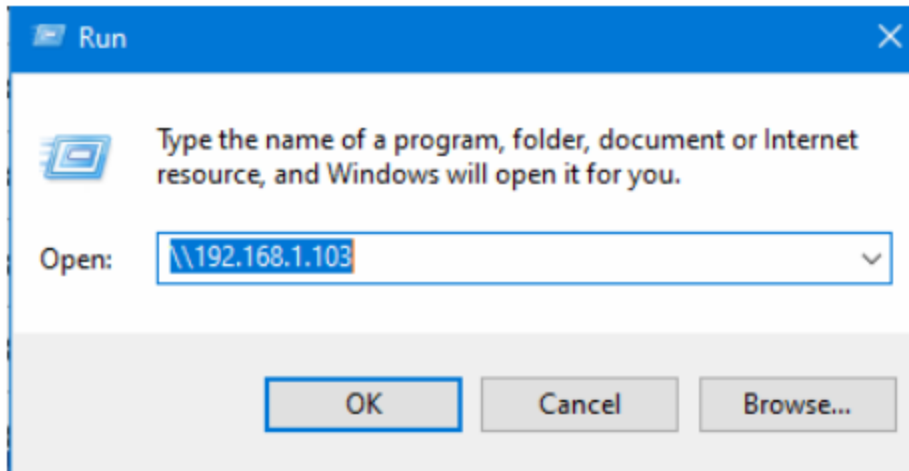 Run
Type the name of a program, folder, document or Internet
resource, and Windows will open it for you.
Open: \\192.168.1.103
OK Cancel Browse...